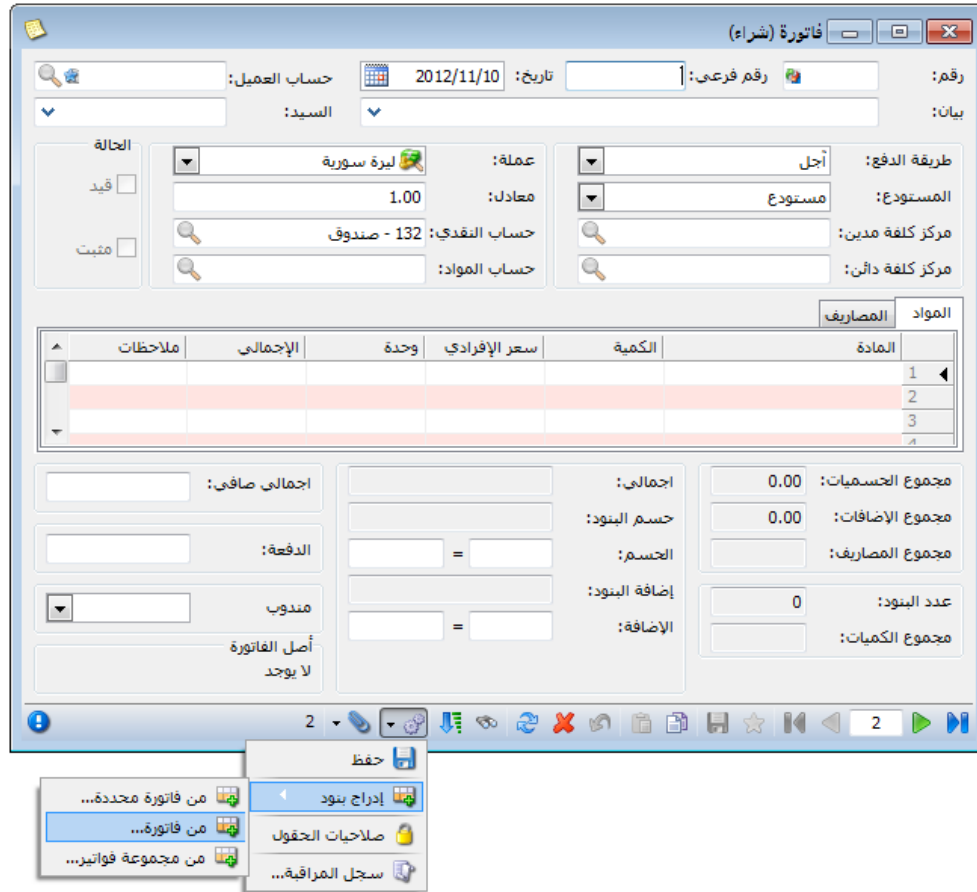 فاتورة (شراء)
رقم: رقم فرعي: 1 تاريخ: 2012/11/10 حساب العميل:
بيان: السيد:
طريقة الدفع: آجل عملة: ليرة سورية الحالة
المستودع: مستودع معادل: 1.00 قيد
مركز كلفة مدين: حساب النقدي: 132 - صندوق مثبت
مركز كلفة دائن: حساب المواد:
المواد المصاريف
المادة الكمية سعر الإفرادي وحدة الإجمالي ملاحظات
1
2
3
4
مجموع الحسميات: 0.00 اجمالي: اجمالي صافي:
مجموع الإضافات: 0.00 حسم البنود:
مجموع المصاريف: الحسم: = الدفعة:
عدد البنود: 0 إضافة البنود: مندوب
مجموع الكميات: الإضافة: =
أصل الفاتورة
لا يوجد
2 2
حفظ
إدراج بنود
صلاحيات الحقول
سجل المراقبة...
من فاتورة محددة...
من فاتورة...
من مجموعة فواتير...